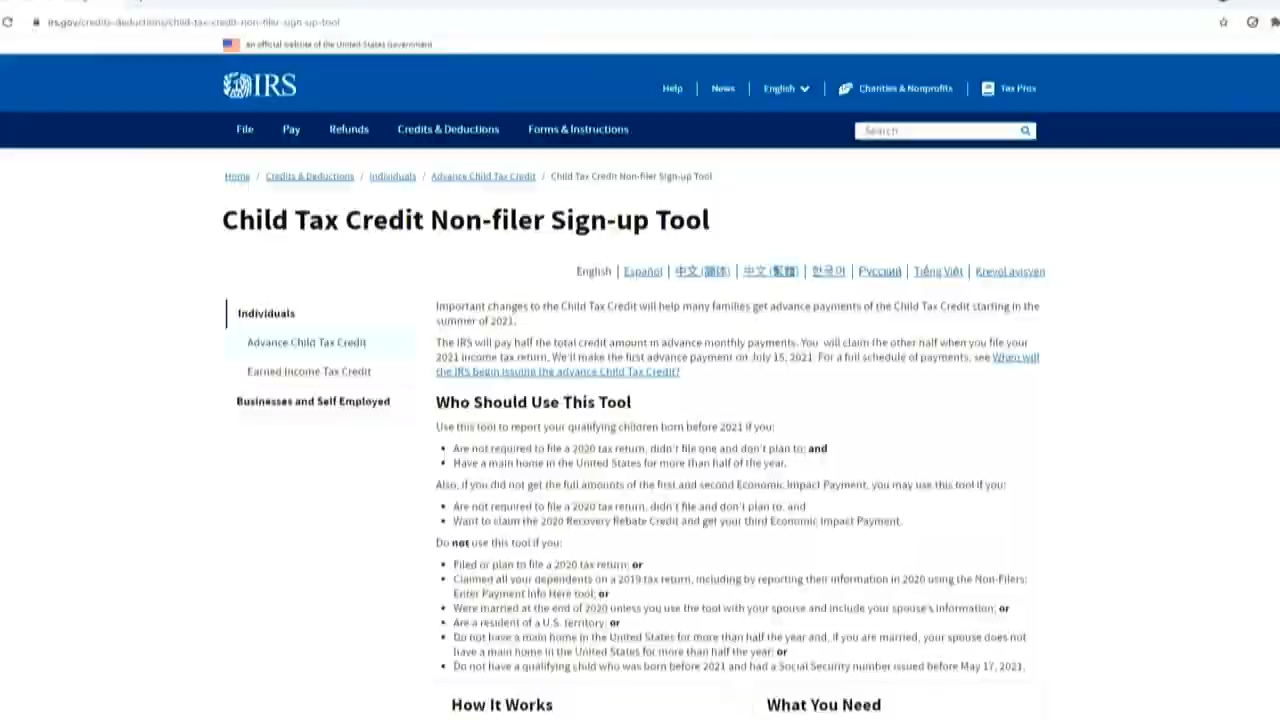 irs.gov/credits-deductions/child-tax-credit-non-filer-sign-up-tool
an official website of the United States Government
IRS
Help
News
English
Charities & Nonprofits
Tax Pros
File
Pay
Refunds
Credits & Deductions
Forms & Instructions
Search
Home / Credits & Deductions / Individuals / Advance Child Tax Credit / Child Tax Credit Non-filer Sign-up Tool
Child Tax Credit Non-filer Sign-up Tool
English | Español | 中文 (简体) | 中文 (繁體) | 한국어 | Русский | Tiếng Việt | Kreyòl ayisyen
Individuals
Advance Child Tax Credit
Earned Income Tax Credit
Businesses and Self Employed
Important changes to the Child Tax Credit will help many families get advance payments of the Child Tax Credit starting in the
summer of 2021.
The IRS will pay half the total credit amount in advance monthly payments. You will claim the other half when you file your
2021 income tax return. We'll make the first advance payment on July 15, 2021. For a full schedule of payments, see When will
the IRS begin issuing the advance Child Tax Credit?
Who Should Use This Tool
Use this tool to report your qualifying children born before 2021 if you:
• Are not required to file a 2020 tax return, didn't file one and don't plan to; and
• Have a main home in the United States for more than half of the year.
Also, if you did not get the full amounts of the first and second Economic Impact Payment, you may use this tool if you:
• Are not required to file a 2020 tax return, didn't file and don't plan to, and
• Want to claim the 2020 Recovery Rebate Credit and get your third Economic Impact Payment.
Do not use this tool if you:
• Filed or plan to file a 2020 tax return; or
• Claimed all your dependents on a 2019 tax return, including by reporting their information in 2020 using the Non-Filers:
Enter Payment Info Here tool; or
• Were married at the end of 2020 unless you use the tool with your spouse and include your spouse's information; or
• Are a resident of a U.S. territory; or
• Do not have a main home in the United States for more than half the year and, if you are married, your spouse does not
have a main home in the United States for more than half the year; or
• Do not have a qualifying child who was born before 2021 and had a Social Security number issued before May 17, 2021.
How It Works
What You Need